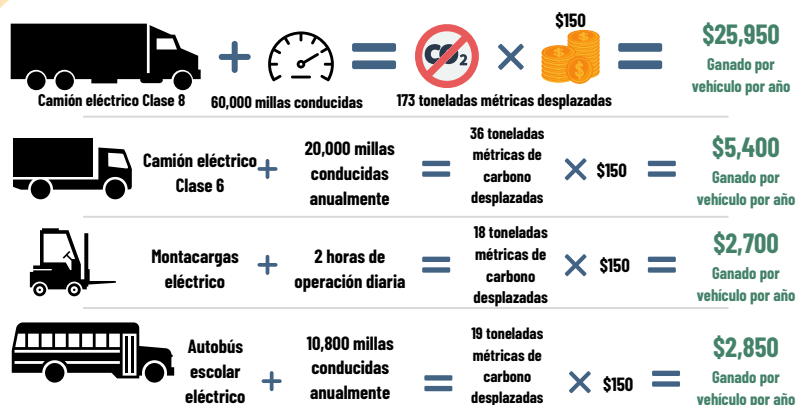 $150
$25,950
Ganado por
vehículo por año
CO2
Camión eléctrico Clase 8
60,000 millas conducidas
173 toneladas métricas desplazadas
Camión eléctrico
Clase 6
20,000 millas
conducidas
anualmente
36 toneladas
métricas de
carbono
desplazadas
$150
$5,400
Ganado por
vehículo por año
Montacargas
eléctrico
2 horas de
operación diaria
18 toneladas
métricas de
carbono
desplazadas
$150
$2,700
Ganado por
vehículo por año
Autobús
escolar
eléctrico
10,800 millas
conducidas
anualmente
19 toneladas
métricas de
carbono
desplazadas
$150
$2,850
Ganado por
vehículo por año